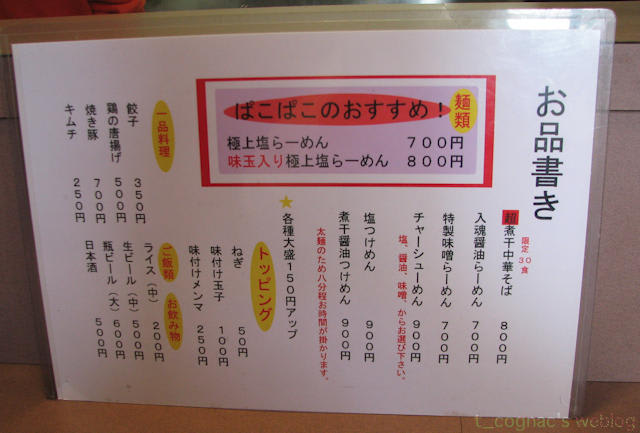 お品書き
麺類
ぱこぱこのおすすめ！
極上塩らーめん　７００円
味玉入り極上塩らーめん　８００円
限定３０食
超煮干中華そば　８００円
入魂醤油らーめん　７００円
特製味噌らーめん　７００円
チャーシューめん　９００円
塩、醤油、味噌、からお選び下さい。
塩つけめん　９００円
煮干醤油つけめん　９００円
太麺のため八分程お時間が掛かります。
★各種大盛１５０円アップ
トッピング
ねぎ　５０円
味付け玉子　１００円
味付けメンマ　２５０円
一品料理
餃子　３５０円
鶏の唐揚げ　５００円
焼き豚　７００円
キムチ　２５０円
ご飯類
お飲み物
ライス（中）　２００円
生ビール（中）　５００円
瓶ビール（大）　６００円
日本酒　５００円
t_cognac's weblog